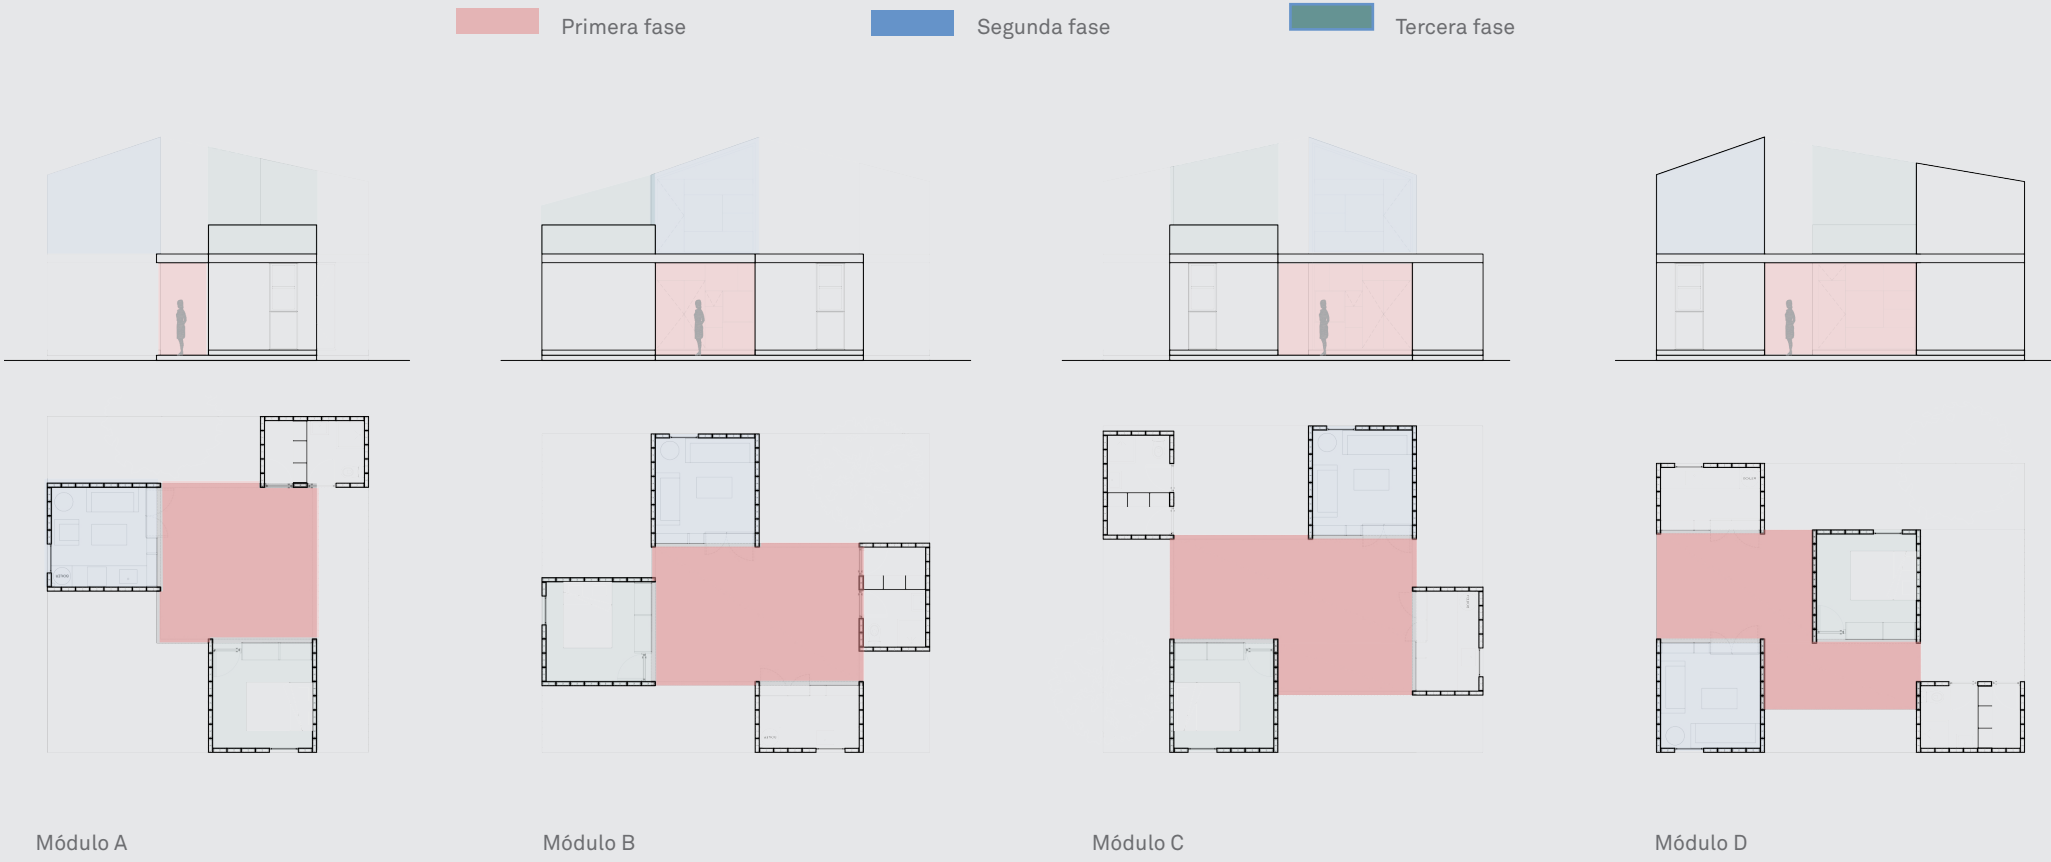 Primera fase
Segunda fase
Tercera fase
Módulo A
Módulo B
Módulo C
Módulo D